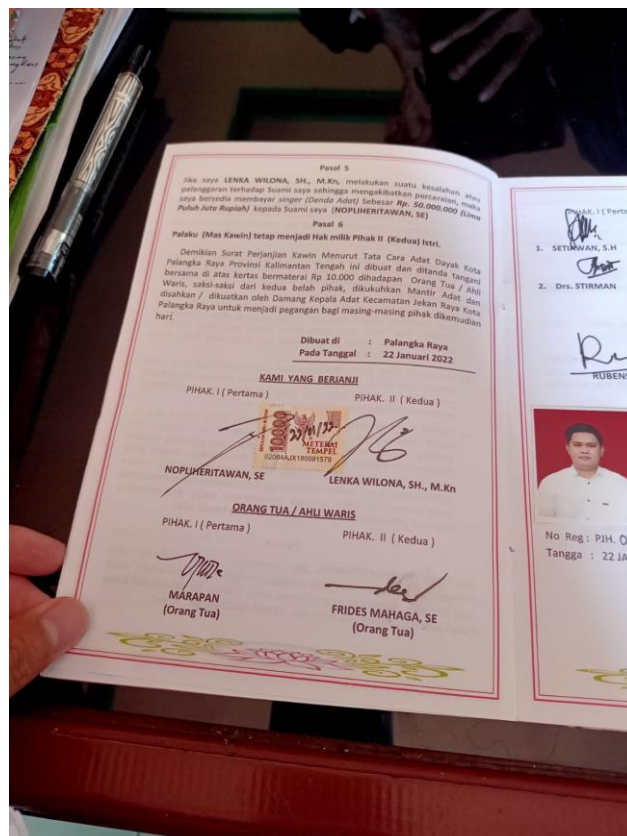 Pasal 5
Jika saya LENKA WILONA, SH., M.Kn, melakukan suatu kesalahan atau
pelanggaran terhadap Suami saya sehingga mengakibatkan perceraian, maka
saya bersedia membayar singer (Denda Adat) Sebesar Rp. 50.000.000 (Lima
Puluh Juta Rupiah) kepada Suami saya (NOPLIHERITAWAN, SE)
Pasal 6
Palaku (Mas Kawin) tetap menjadi Hak milik Pihak II (Kedua) Istri.
Demikian Surat Perjanjian Kawin Menurut Tata Cara Adat Dayak Kota
Palangka Raya Provinsi Kalimantan Tengah ini dibuat dan ditanda tangani
bersama di atas kertas bermaterai Rp 10,000 dihadapan Orang Tua / Ahli
Waris, saksi-saksi dari kedua belah pihak, dikukuhkan Mantir Adat dan
disahkan / dikuatkan oleh Damang Kepala Adat Kecamatan Jekan Raya Kota
Palangka Raya untuk menjadi pegangan bagi masing-masing pihak dikemudian
hari.
Dibuat di : Palangka Raya
Pada Tanggal : 22 Januari 2022
KAMI YANG BERJANJI
PIHAK. I ( Pertama ) PIHAK. II ( Kedua )
10000
22/01/22
METERAI
TEMPEL
02064AJX160591579
NOPLIHERITAWAN, SE LENKA WILONA, SH., M.Kn
ORANG TUA / AHLI WARIS
PIHAK. I ( Pertama ) PIHAK. II ( Kedua )
MARAPAN FRIDES MAHAGA, SE
(Orang Tua) (Orang Tua)
PIHAK. I ( Perta
1. SETIAWAN, S.H
2. Drs. STIRMAN
RUBENS
No Reg : PJH. 0
Tangga : 22 JA